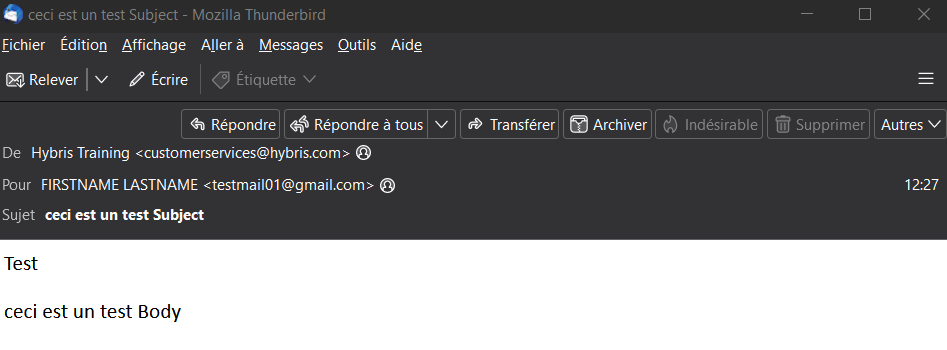 ceci est un test Subject - Mozilla Thunderbird
Fichier Édition Affichage Aller à Messages Outils Aide
Relever Écrire Étiquette
Répondre Répondre à tous Transférer Archiver Indésirable Supprimer Autres
De Hybris Training <customerservices@hybris.com>
Pour FIRSTNAME LASTNAME <testmail01@gmail.com> 12:27
Sujet ceci est un test Subject
Test
ceci est un test Body